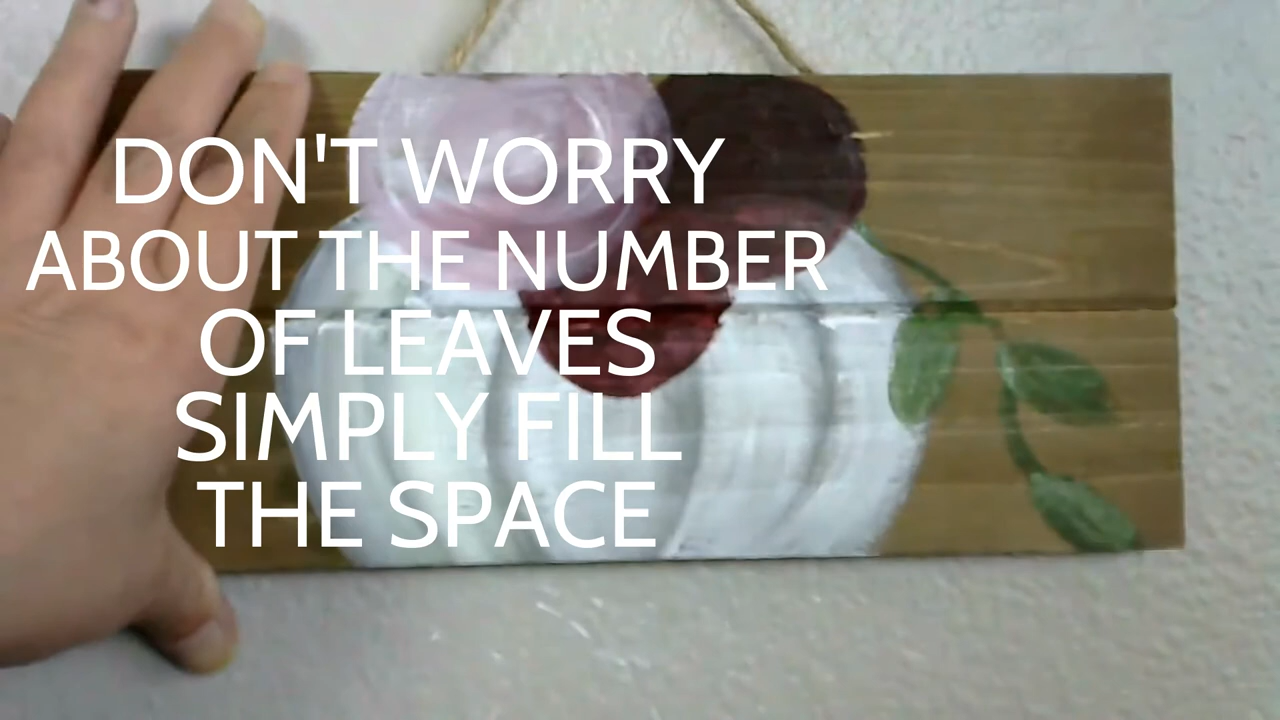 DON'T WORRY
ABOUT THE NUMBER
OF LEAVES
SIMPLY FILL
THE SPACE